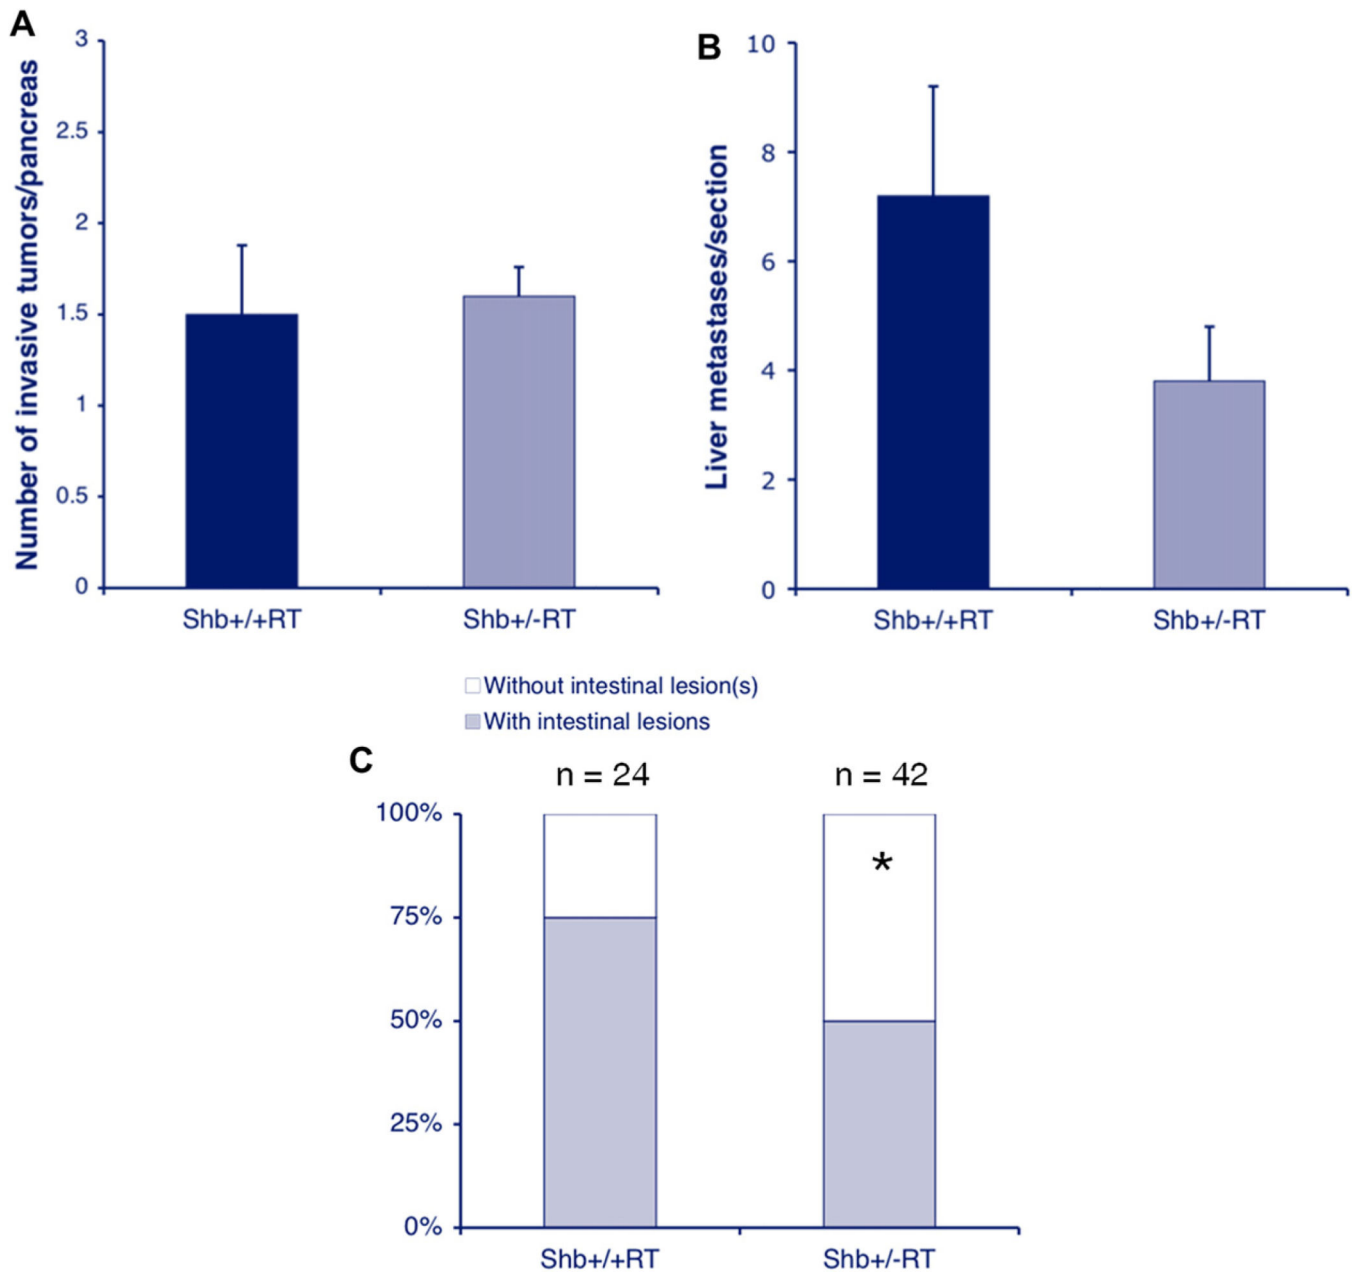 A
Number of invasive tumors/pancreas
3
2.5
2
1.5
1
0.5
0
Shb+/+RT
Shb+/-RT
B
Liver metastases/section
10
8
6
4
2
0
Shb+/+RT
Shb+/-RT
Without intestinal lesion(s)
With intestinal lesions
C
n = 24
n = 42
100%
75%
50%
25%
0%
*
Shb+/+RT
Shb+/-RT